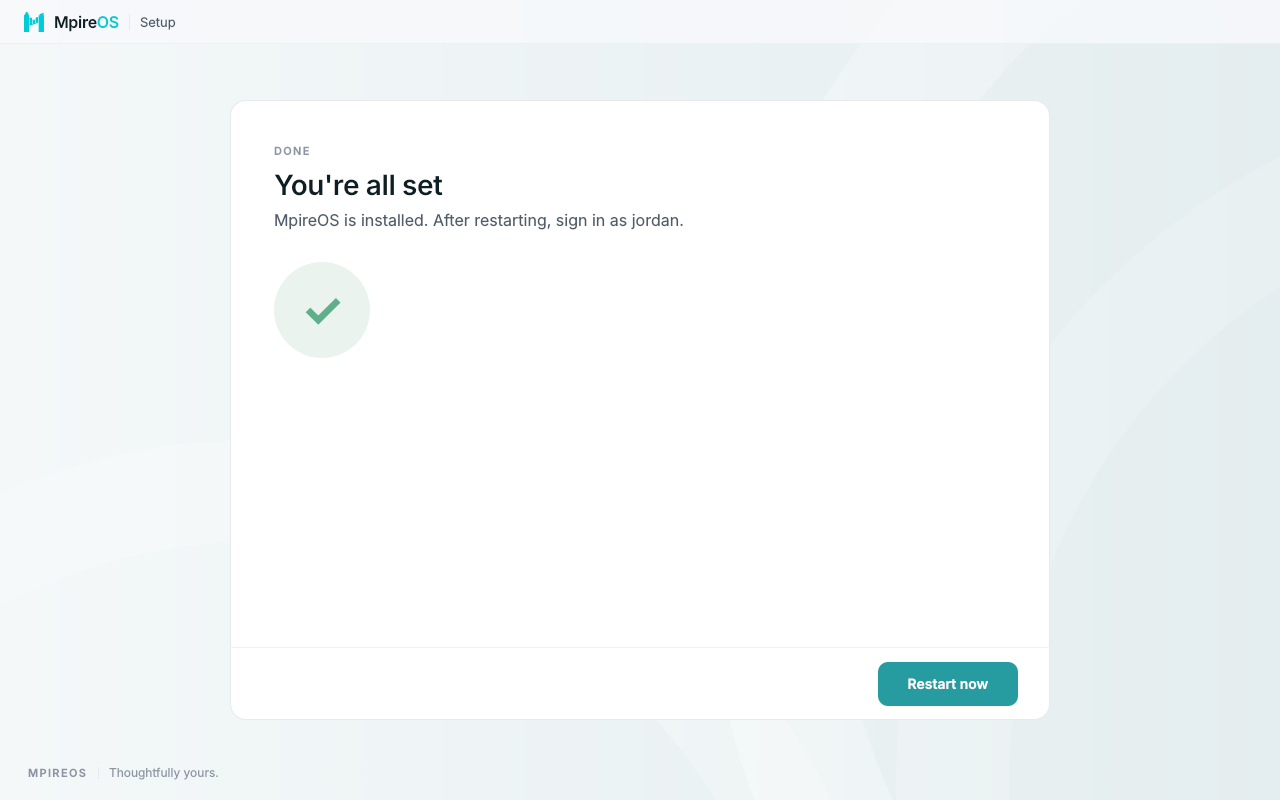 MpireOS Setup
DONE
You're all set
MpireOS is installed. After restarting, sign in as jordan.
Restart now
MPIREOS Thoughtfully yours.